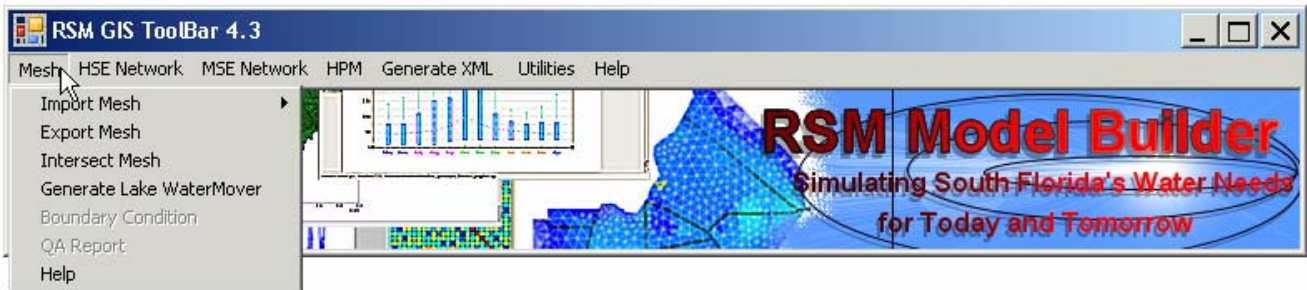 RSM GIS ToolBar 4.3
Mesh HSE Network MSE Network HPM Generate XML Utilities Help
Import Mesh
Export Mesh
Intersect Mesh
Generate Lake WaterMover
Boundary Condition
QA Report
Help
RSM Model Builder
Simulating South Florida's Water Needs
for Today and Tomorrow